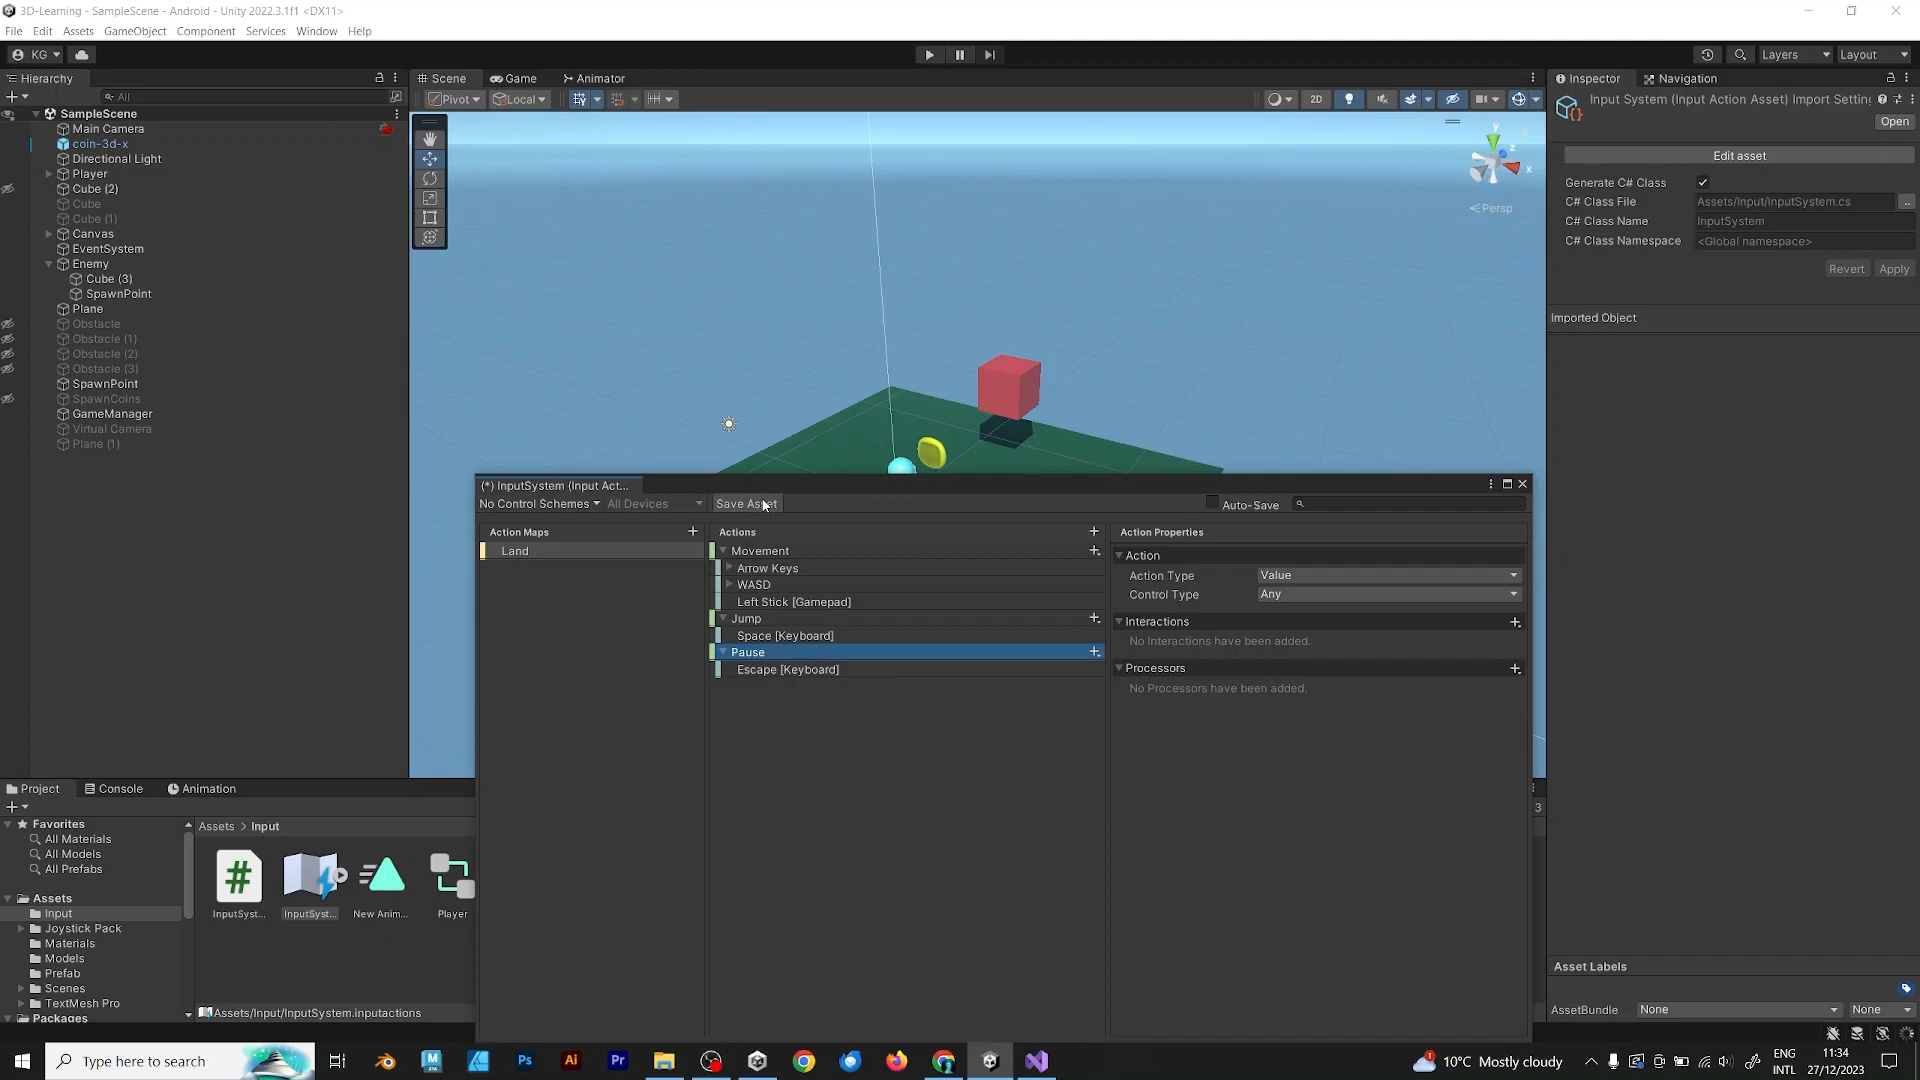 3D-Learning - SampleScene - Android - Unity 2022.3.1f1 <DX11>
File Edit Assets GameObject Component Services Window Help
KG
Layers Layout
Hierarchy
Scene Game Animator
Inspector Navigation
All
Pivot Local 2D
Input System (Input Action Asset) Import Settin
Open
SampleScene
Main Camera
coin-3d-x
Directional Light
Player
Cube (2)
Cube
Cube (1)
Canvas
EventSystem
Enemy
Cube (3)
SpawnPoint
Plane
Obstacle
Obstacle (1)
Obstacle (2)
Obstacle (3)
SpawnPoint
SpawnCoins
GameManager
Virtual Camera
Plane (1)
y
z
x
Persp
Edit asset
Generate C# Class
C# Class File Assets/Input/InputSystem.cs ..
C# Class Name InputSystem
C# Class Namespace <Global namespace>
Revert Apply
Imported Object
(*) InputSystem (Input Act...
No Control Schemes All Devices Save Asset Auto-Save
Action Maps
Land
Actions
Movement
Arrow Keys
WASD
Left Stick [Gamepad]
Jump
Space [Keyboard]
Pause
Escape [Keyboard]
Action Properties
Action
Action Type Value
Control Type Any
Interactions
No Interactions have been added.
Processors
No Processors have been added.
Project Console Animation
3
Favorites
All Materials
All Models
All Prefabs
Assets
Input
Joystick Pack
Materials
Models
Prefab
Scenes
TextMesh Pro
Packages
Assets > Input
#
InputSyst... InputSyst... New Anim... Player
Assets/Input/InputSystem.inputactions
Asset Labels
AssetBundle None None
Type here to search
Ps Ai Pr
1
10°C Mostly cloudy
ENG
INTL
11:34
27/12/2023